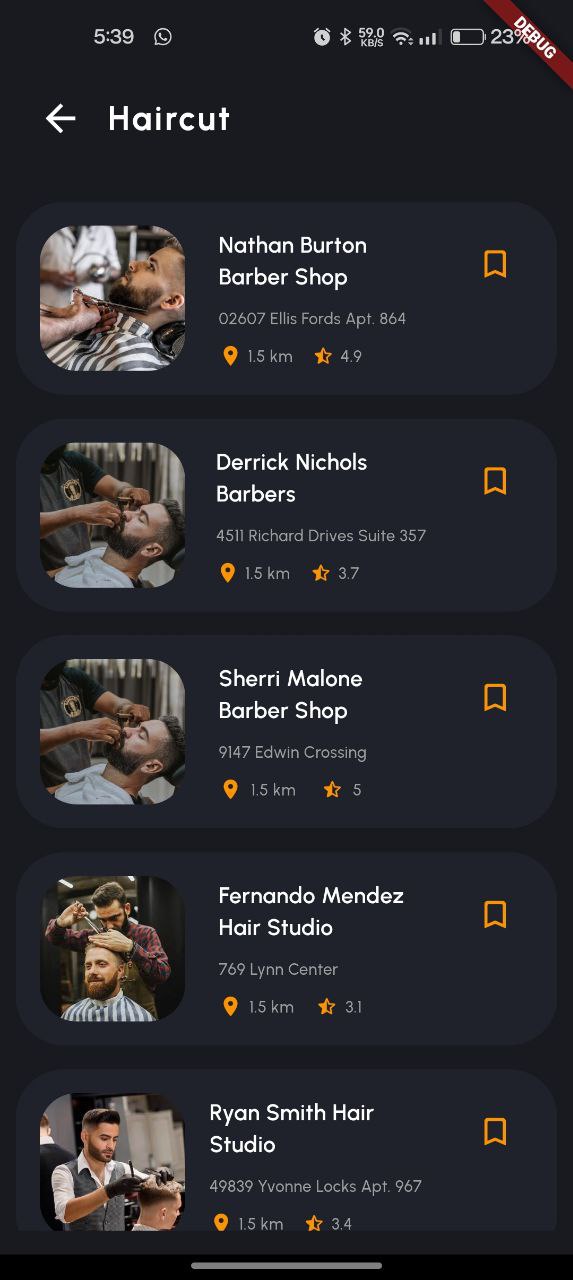 5:39
59.0
KB/S
23%
DEBUG
Haircut
Nathan Burton
Barber Shop
02607 Ellis Fords Apt. 864
1.5 km 4.9
Derrick Nichols
Barbers
4511 Richard Drives Suite 357
1.5 km 3.7
Sherri Malone
Barber Shop
9147 Edwin Crossing
1.5 km 5
Fernando Mendez
Hair Studio
769 Lynn Center
1.5 km 3.1
Ryan Smith Hair
Studio
49839 Yvonne Locks Apt. 967
1.5 km 3.4